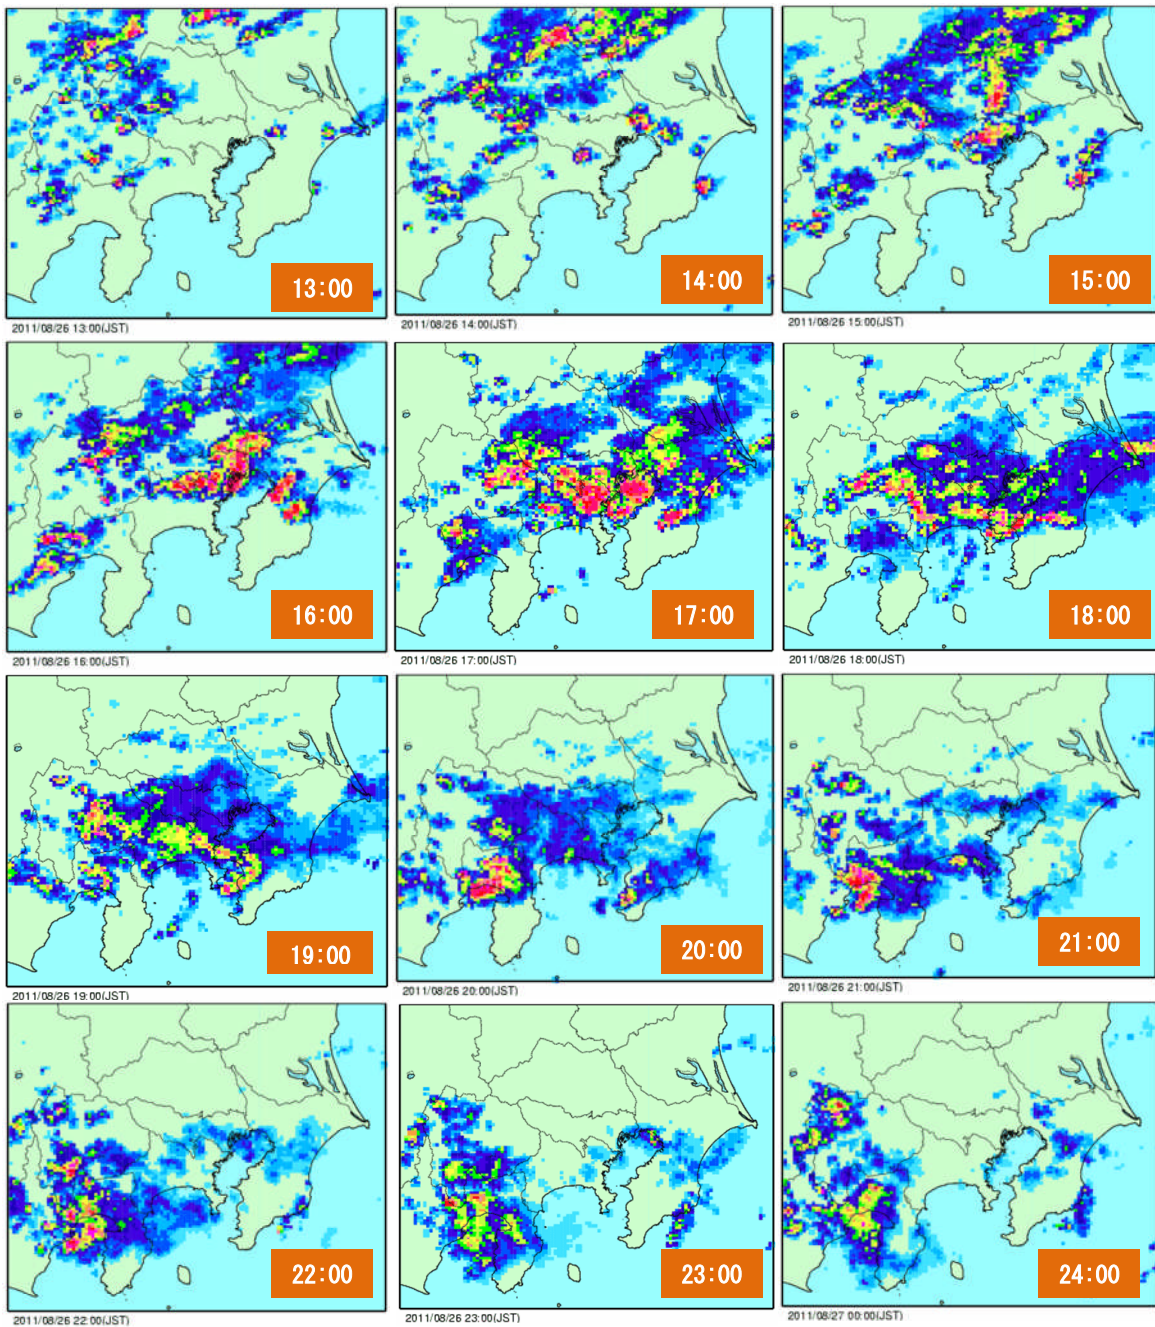 13:00
14:00
15:00
2011/08/26 13:00(JST)
2011/08/26 14:00(JST)
2011/08/26 15:00(JST)
16:00
17:00
18:00
2011/08/26 16:00(JST)
2011/08/26 17:00(JST)
2011/08/26 18:00(JST)
19:00
20:00
21:00
2011/08/26 19:00(JST)
2011/08/26 20:00(JST)
2011/08/26 21:00(JST)
22:00
23:00
24:00
2011/08/26 22:00(JST)
2011/08/26 23:00(JST)
2011/08/27 00:00(JST)